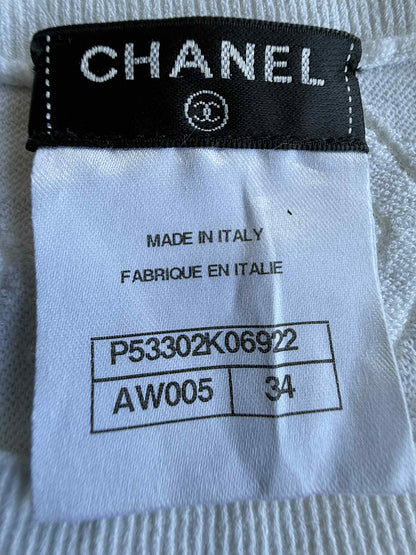 CHANEL
MADE IN ITALY
FABRIQUE EN ITALIE
P53302K06922
AW005 34